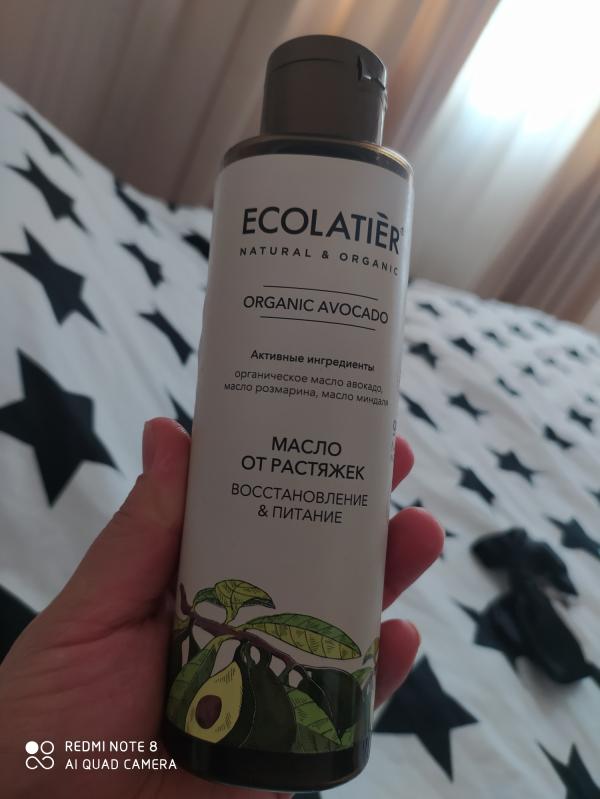 ECOLATIÈR
NATURAL & ORGANIC
ORGANIC AVOCADO
Активные ингредиенты
органическое масло авокадо,
масло розмарина, масло миндаля
МАСЛО
ОТ РАСТЯЖЕК
ВОССТАНОВЛЕНИЕ
& ПИТАНИЕ
REDMI NOTE 8
AI QUAD CAMERA